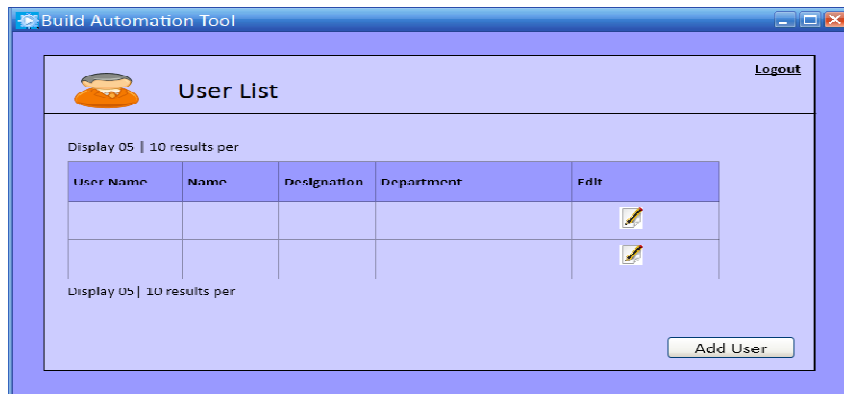 Build Automation Tool
Logout
User List
Display 05 | 10 results per
User Name Name Designation Department Edit
Display 05| 10 results per
Add User